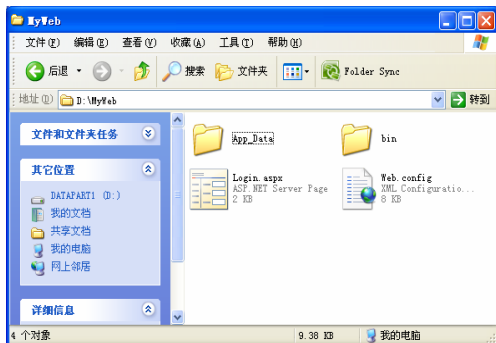 MyWeb
文件(F) 编辑(E) 查看(V) 收藏(A) 工具(T) 帮助(H)
后退 搜索 文件夹 Folder Sync
地址(D) D:\MyWeb 转到
文件和文件夹任务
其它位置
DATAPART1 (D:)
我的文档
共享文档
我的电脑
网上邻居
详细信息
App_Data
bin
Login.aspx
ASP.NET Server Page
2 KB
Web.config
XML Configuratio...
8 KB
4 个对象 9.38 KB 我的电脑